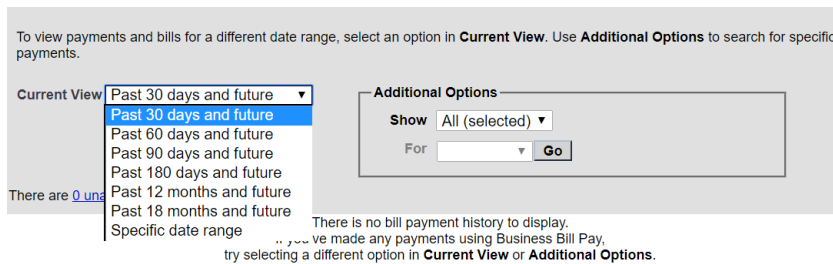 To view payments and bills for a different date range, select an option in Current View. Use Additional Options to search for specific
payments.
Current View Past 30 days and future
Additional Options
Past 30 days and future
Show All (selected)
Past 60 days and future
Past 90 days and future
For Go
Past 180 days and future
Past 12 months and future
There are 0 una
Past 18 months and future
There is no bill payment history to display.
Specific date range
've made any payments using Business Bill Pay,
try selecting a different option in Current View or Additional Options.